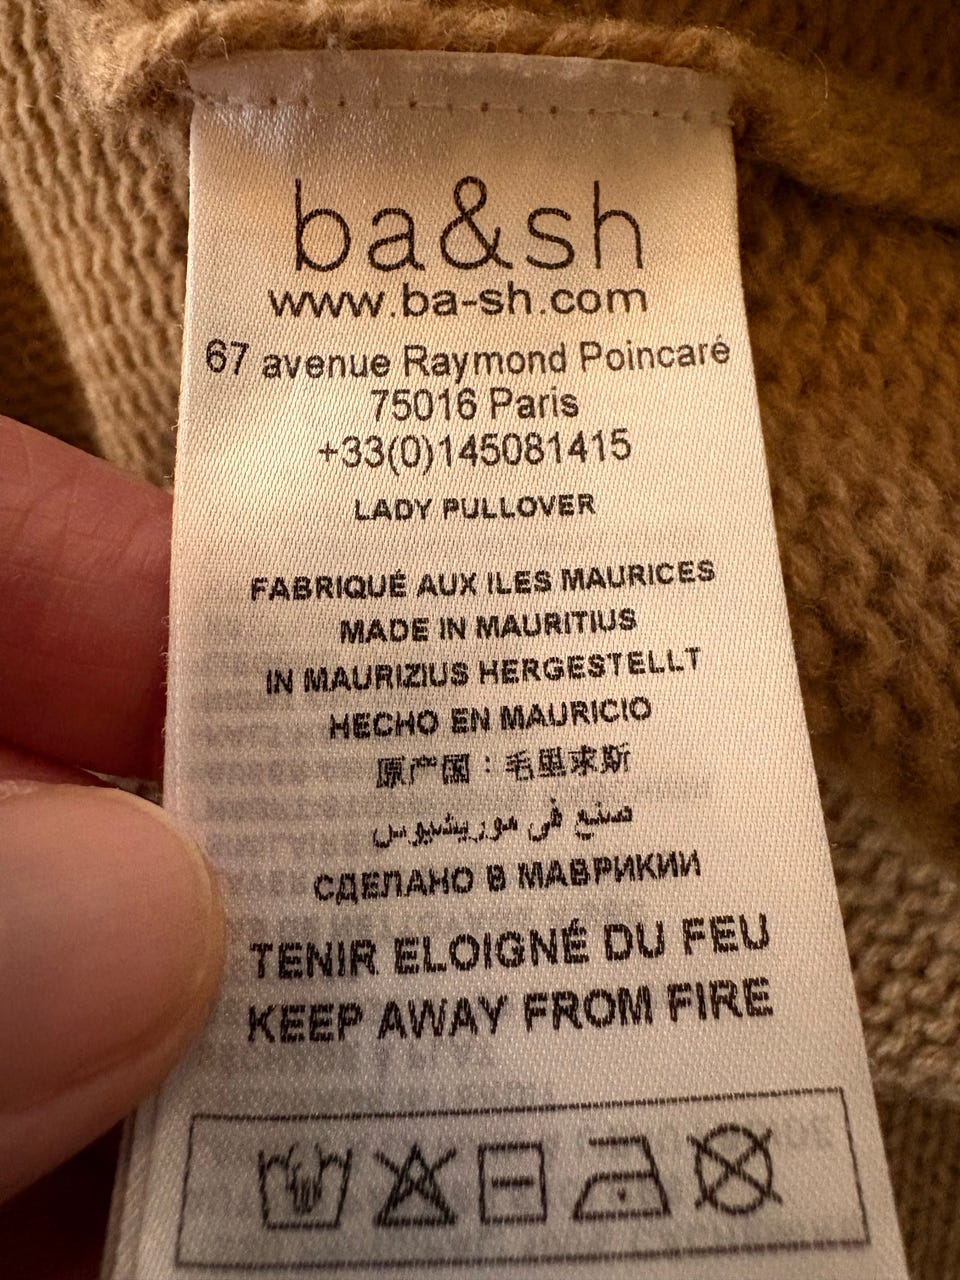 ba&sh
www.ba-sh.com
67 avenue Raymond Poincaré
75016 Paris
+33(0)145081415
LADY PULLOVER
FABRIQUÉ AUX ILES MAURICES
MADE IN MAURITIUS
IN MAURIZIUS HERGESTELLT
HECHO EN MAURICIO
原产国：毛里求斯
صنع في موريشيوس
СДЕЛАНО В МАВРИКИИ
TENIR ELOIGNÉ DU FEU
KEEP AWAY FROM FIRE